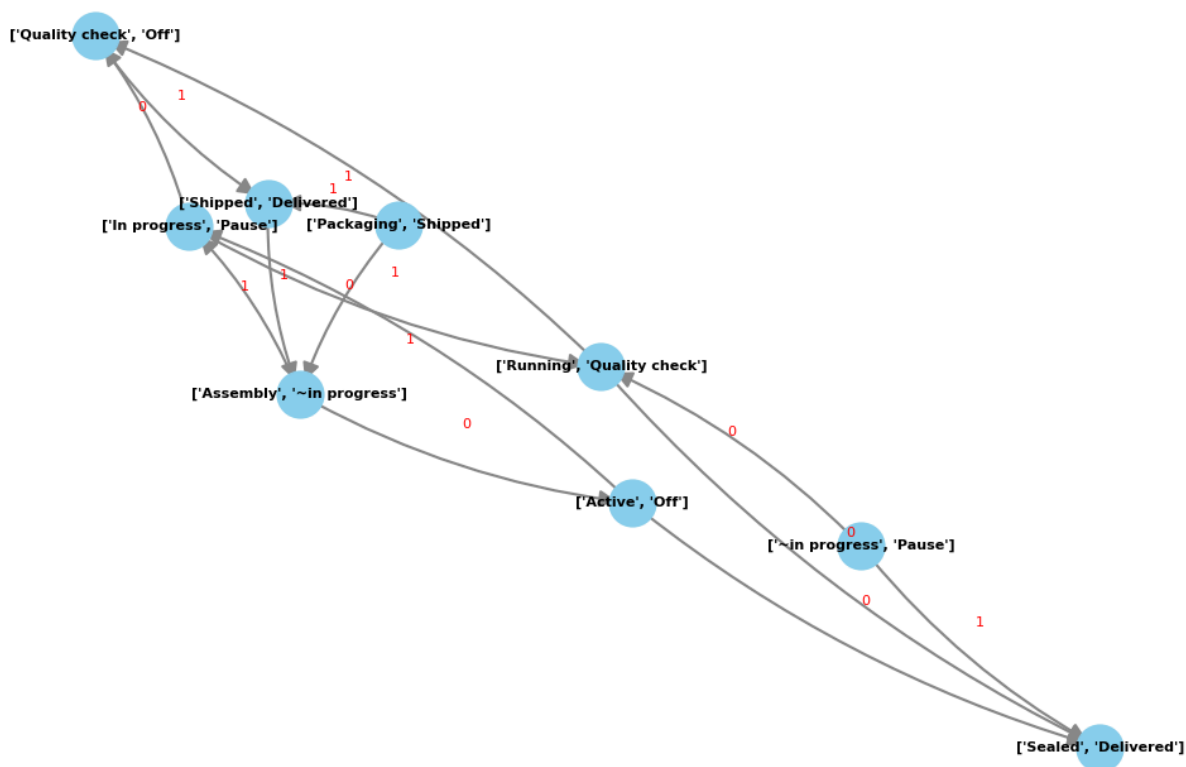 ['Quality check', 'Off']
1
0
1
1
['Shipped', 'Delivered']
['In progress', 'Pause']
['Packaging', 'Shipped']
1
1
0
1
1
['Running', 'Quality check']
['Assembly', '~in progress']
0
0
['Active', 'Off']
0
['~in progress', 'Pause']
0
1
['Sealed', 'Delivered']